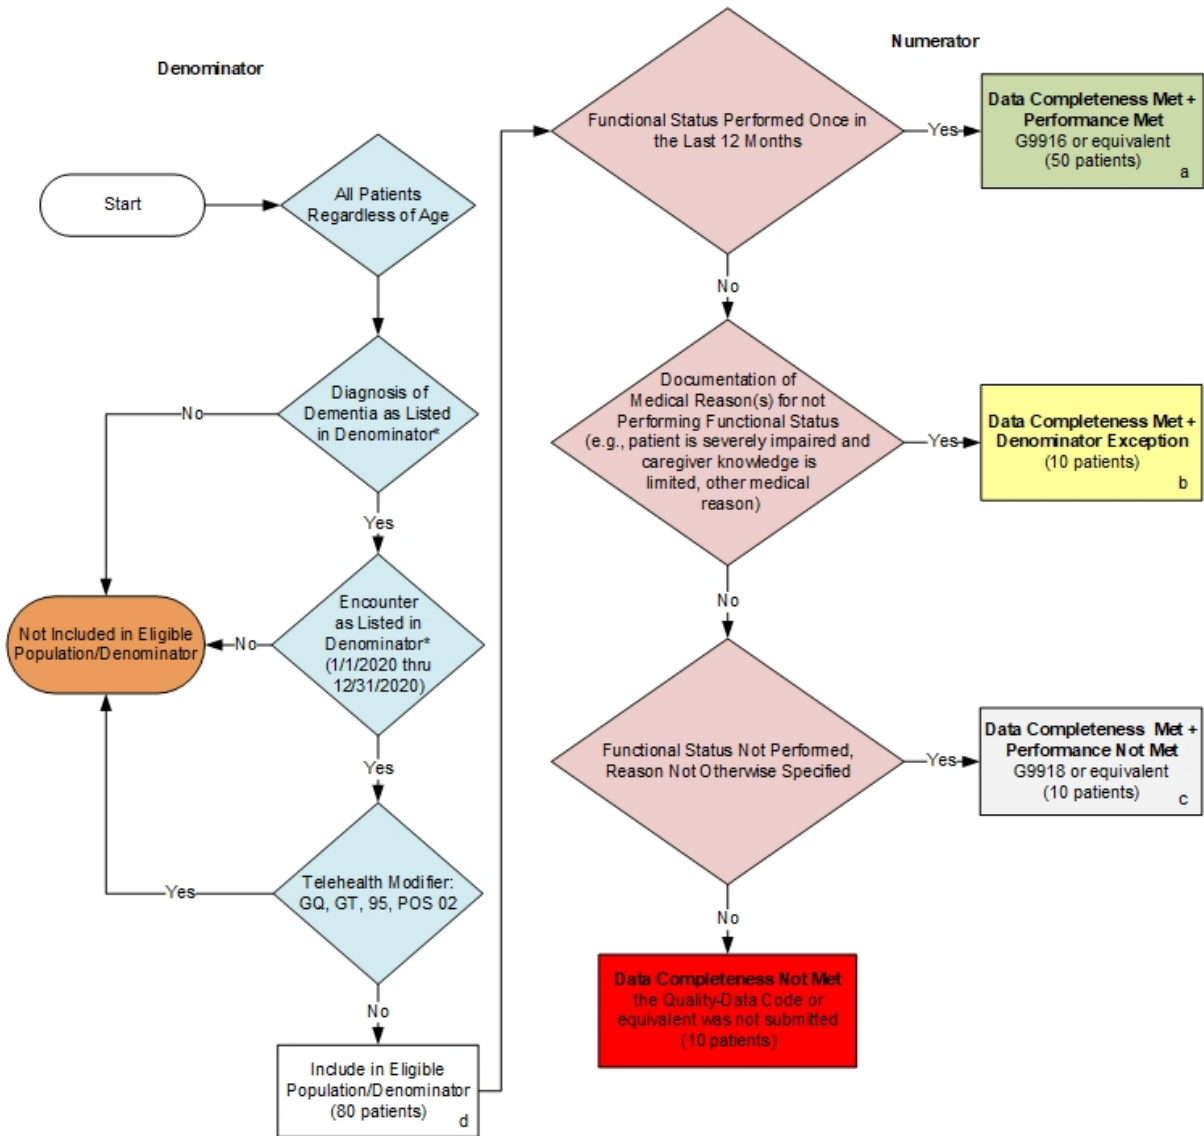 Denominator
Start
All Patients
Regardless of Age
Diagnosis of
Dementia as Listed
in Denominator*
No
Yes
Encounter
as Listed in
Denominator*
(1/1/2020 thru
12/31/2020)
No
Not Included in Eligible
Population/Denominator
Yes
Telehealth Modifier:
GQ, GT, 95, POS 02
Yes
No
Include in Eligible
Population/Denominator
(80 patients)
d
Numerator
Functional Status Performed Once in
the Last 12 Months
Yes
Data Completeness Met +
Performance Met
G9916 or equivalent
(50 patients)
a
No
Documentation of
Medical Reason(s) for not
Performing Functional Status
(e.g., patient is severely impaired and
caregiver knowledge is
limited, other medical
reason)
Yes
Data Completeness Met +
Denominator Exception
(10 patients)
b
No
Functional Status Not Performed,
Reason Not Otherwise Specified
Yes
Data Completeness Met +
Performance Not Met
G9918 or equivalent
(10 patients)
c
No
Data Completeness Not Met
the Quality-Data Code or
equivalent was not submitted
(10 patients)